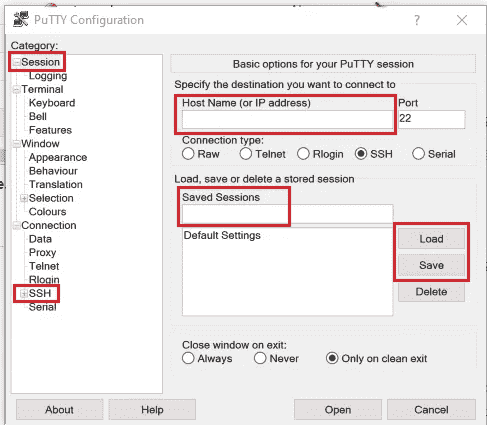 PuTTY Configuration
Category:
Session
Logging
Terminal
Keyboard
Bell
Features
Window
Appearance
Behaviour
Translation
Selection
Colours
Connection
Data
Proxy
Telnet
Rlogin
SSH
Serial
Basic options for your PuTTY session
Specify the destination you want to connect to
Host Name (or IP address) Port
22
Connection type:
Raw Telnet Rlogin SSH Serial
Load, save or delete a stored session
Saved Sessions
Default Settings
Load
Save
Delete
Close window on exit:
Always Never Only on clean exit
About Help Open Cancel